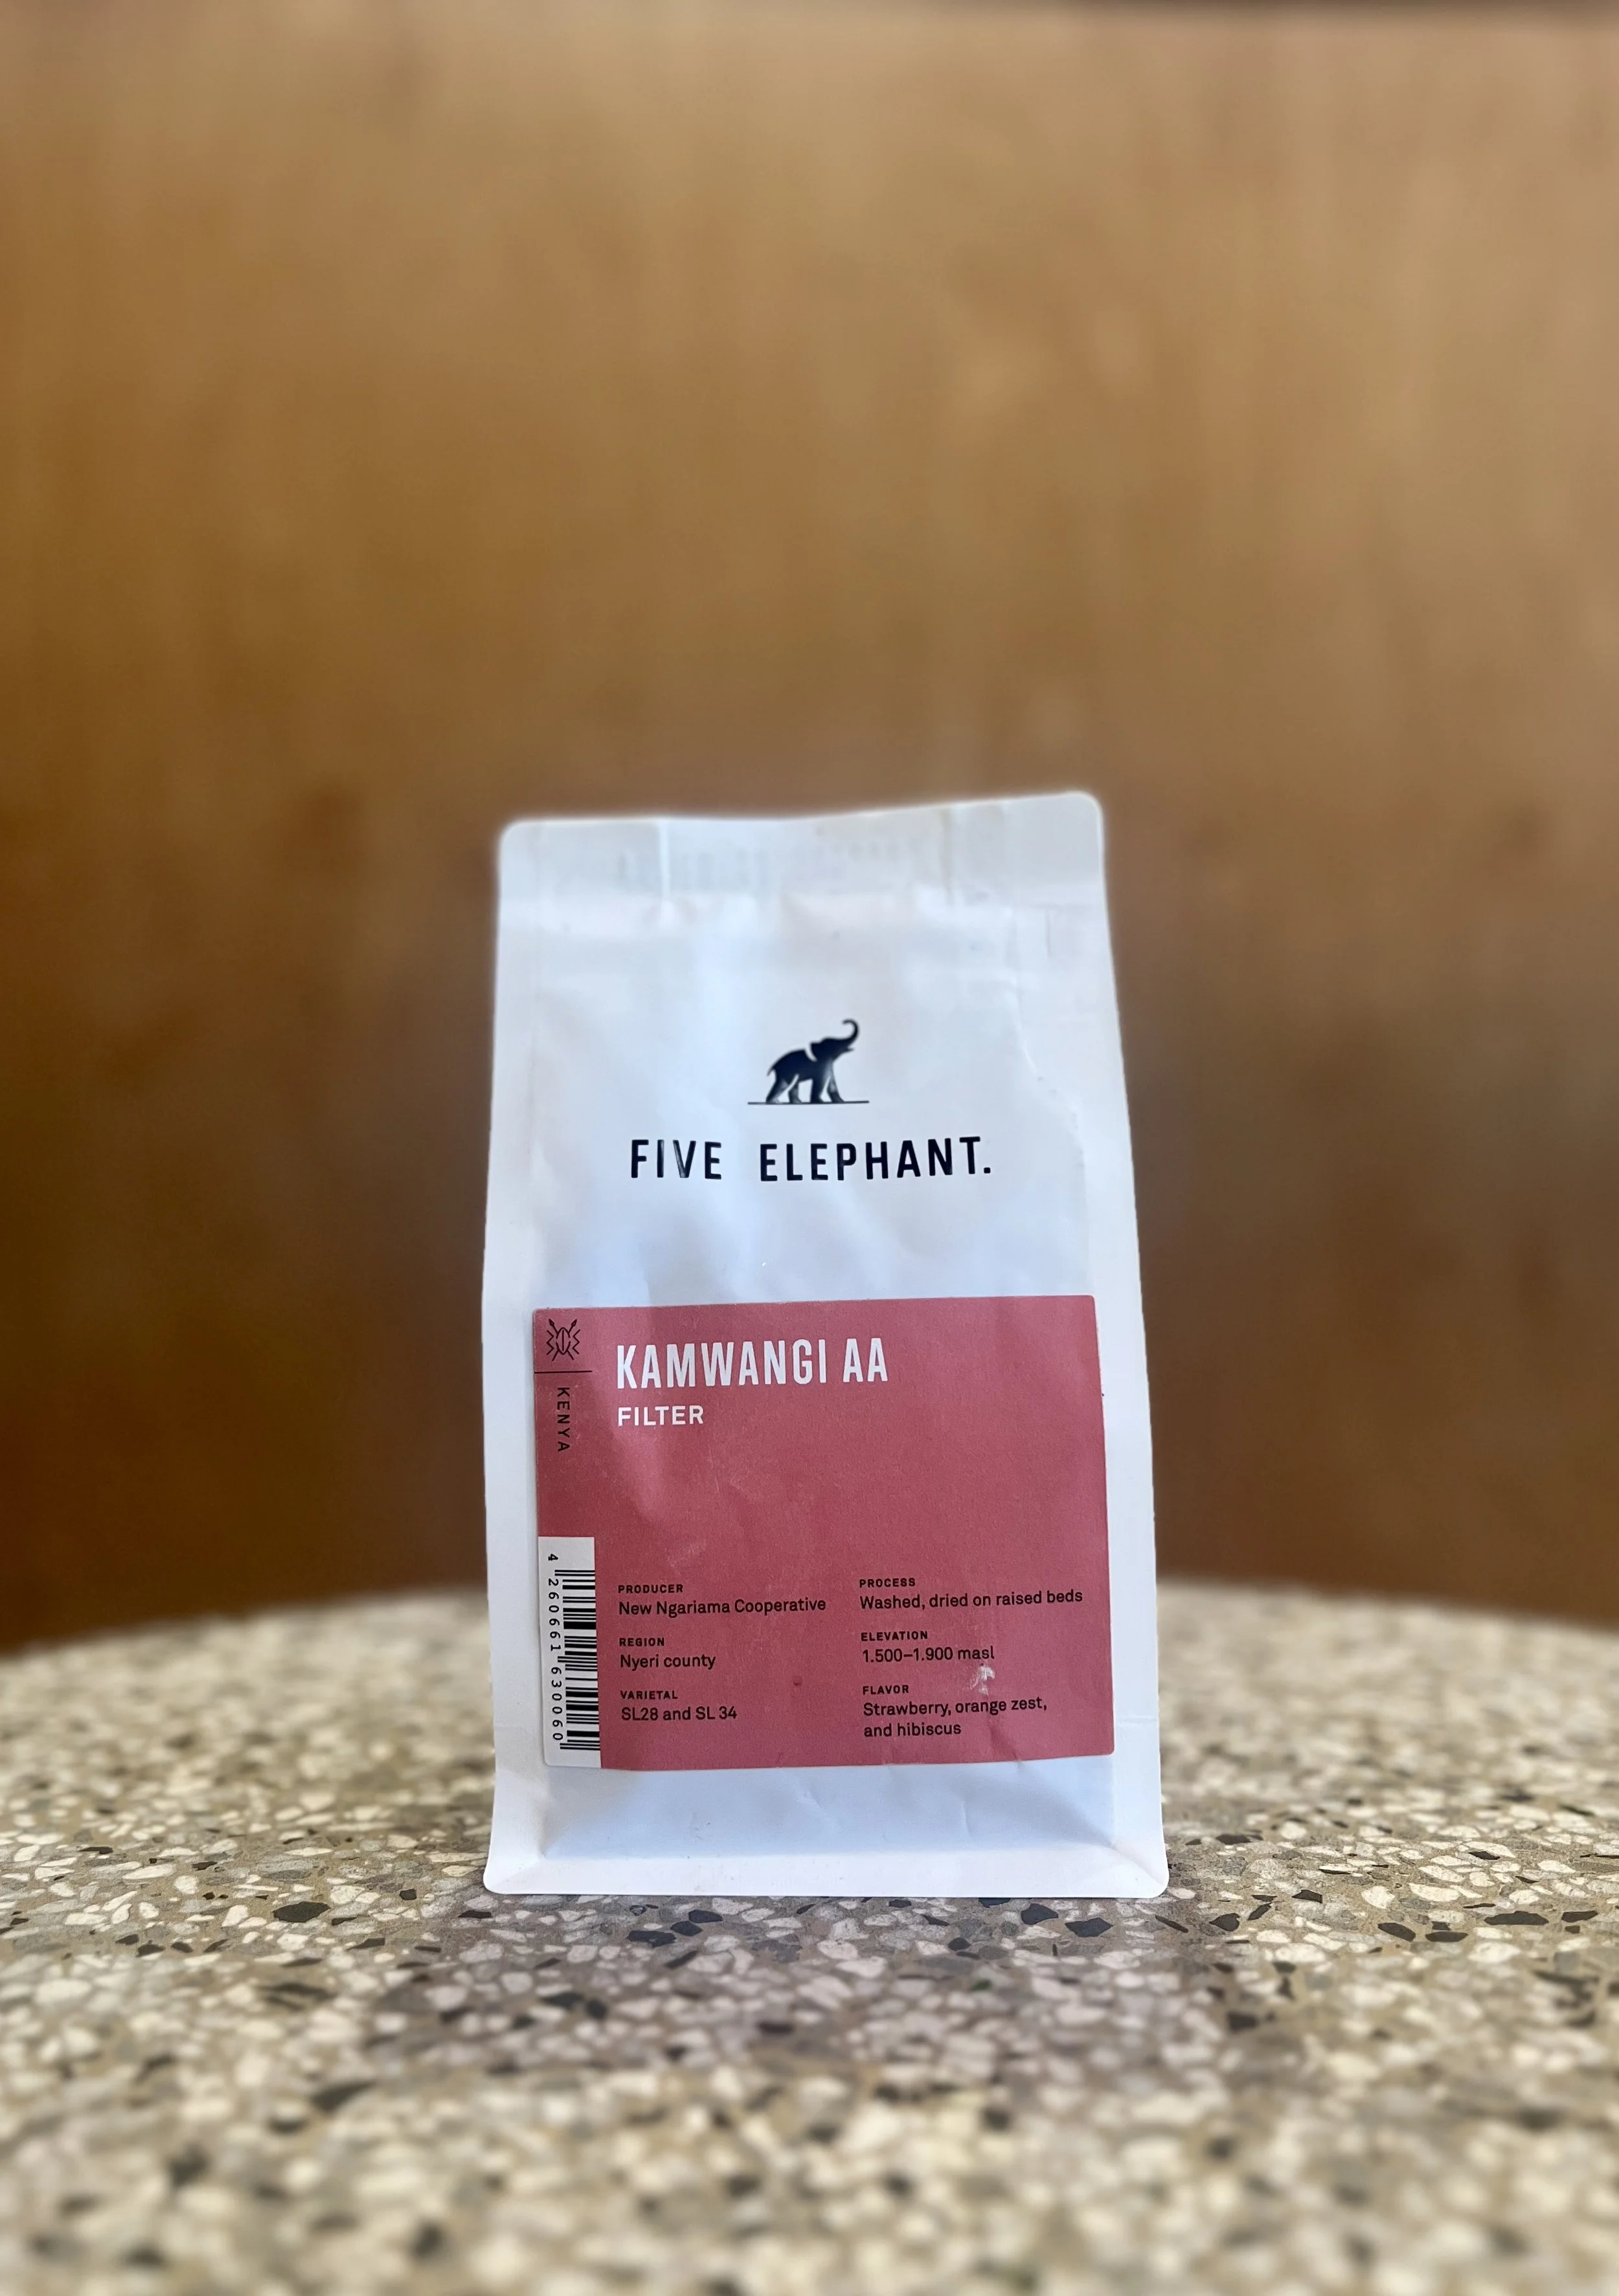 FIVE ELEPHANT.
KAMWANGI AA
FILTER
KENYA
4 260661 630060
PRODUCER
New Ngariama Cooperative
REGION
Nyeri county
VARIETAL
SL28 and SL 34
PROCESS
Washed, dried on raised beds
ELEVATION
1.500–1.900 masl
FLAVOR
Strawberry, orange zest,
and hibiscus